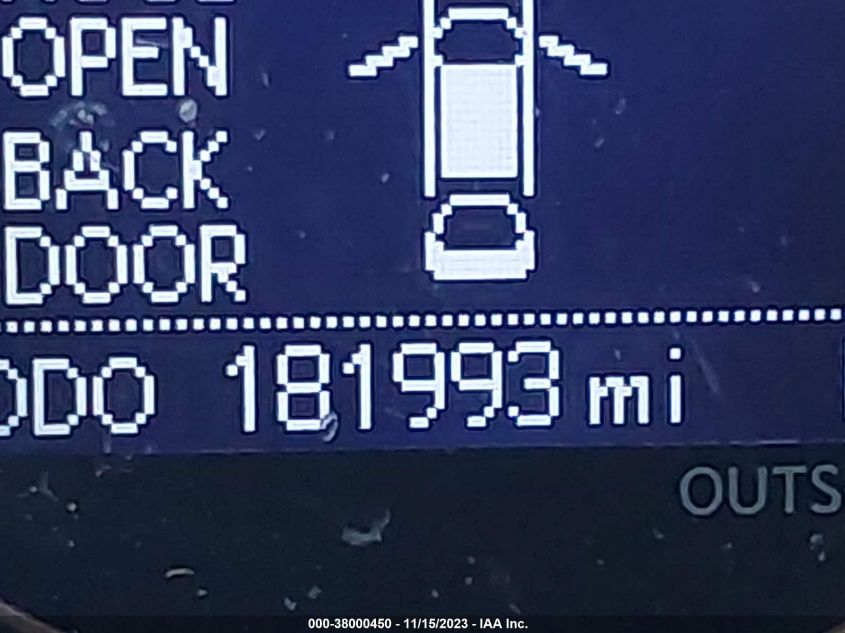 OPEN
BACK
DOOR
ODO 181993 mi
OUTS
000-38000450 - 11/15/2023 - IAA Inc.